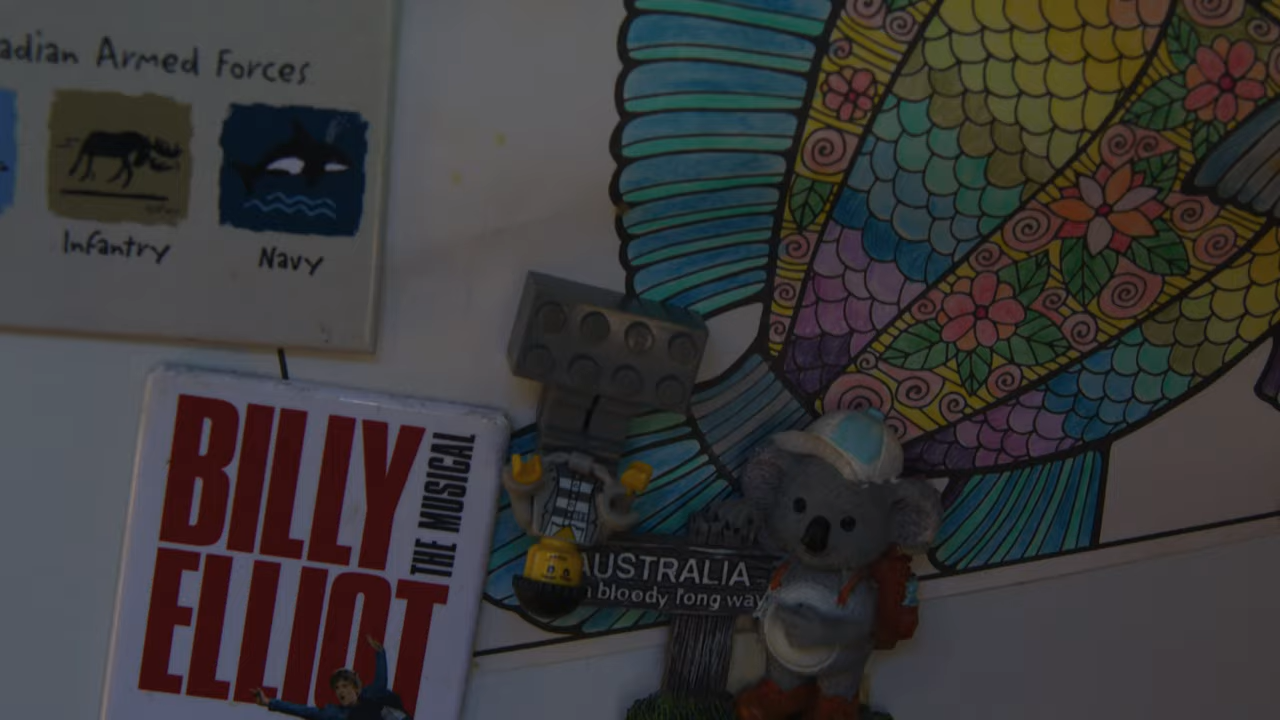 adian Armed Forces
Infantry
Navy
BILLY
ELLIOT
THE MUSICAL
AUSTRALIA
bloody long way